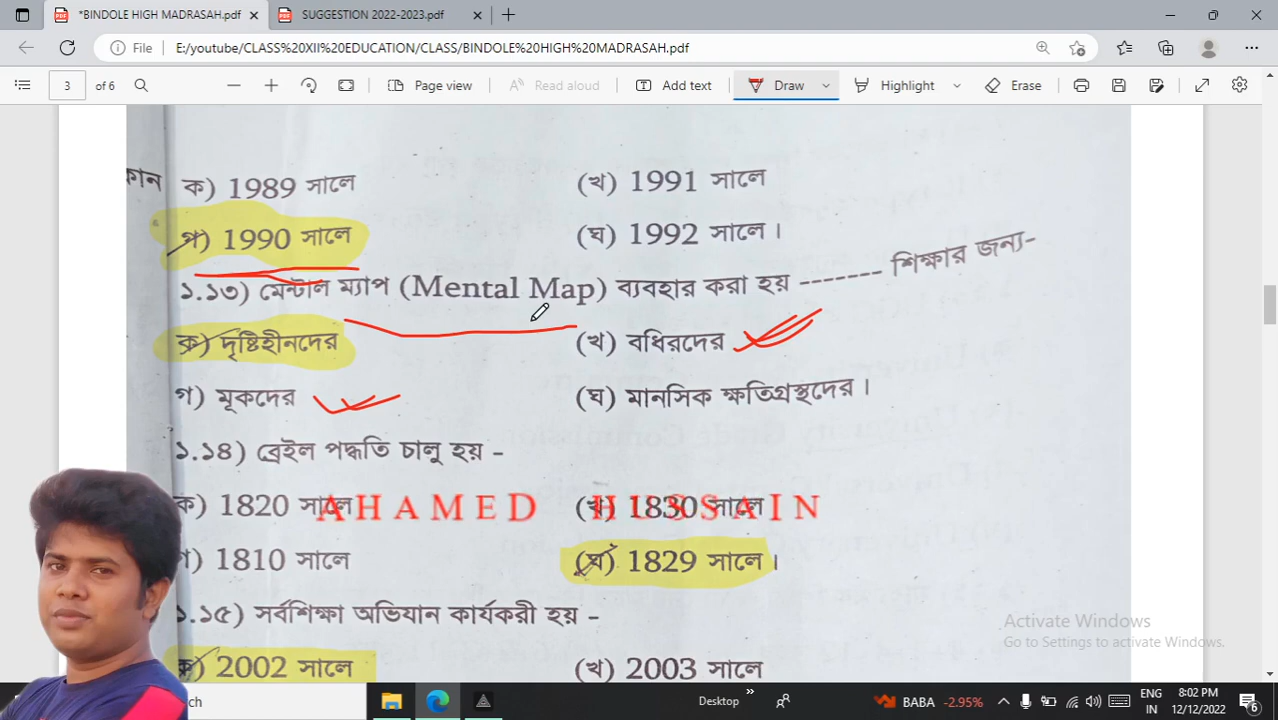 *BINDOLE HIGH MADRASAH.pdf
SUGGESTION 2022-2023.pdf
File
E:/youtube/CLASS%20XII%20EDUCATION/CLASS/BINDOLE%20HIGH%20MADRASAH.pdf
3 of 6
Page view
Read aloud
Add text
Draw
Highlight
Erase
ক) 1989 সালে
(খ) 1991 সালে
গ) 1990 সালে
(ঘ) 1992 সালে।
১.১৩) মেন্টাল ম্যাপ (Mental Map) ব্যবহার করা হয় ------- শিক্ষার জন্য-
ক) দৃষ্টিহীনদের
(খ) বধিরদের
গ) মূকদের
(ঘ) মানসিক ক্ষতিগ্রস্থদের।
১.১৪) ব্রেইল পদ্ধতি চালু হয় -
ক) 1820 সালে
(খ) 1830 সালে
AHAMED HUSSAIN
গ) 1810 সালে
(ঘ) 1829 সালে।
১.১৫) সর্বশিক্ষা অভিযান কার্যকরী হয় -
ক) 2002 সালে
(খ) 2003 সালে
Activate Windows
Go to Settings to activate Windows.
Desktop
BABA -2.95%
ENG
IN
8:02 PM
12/12/2022
6